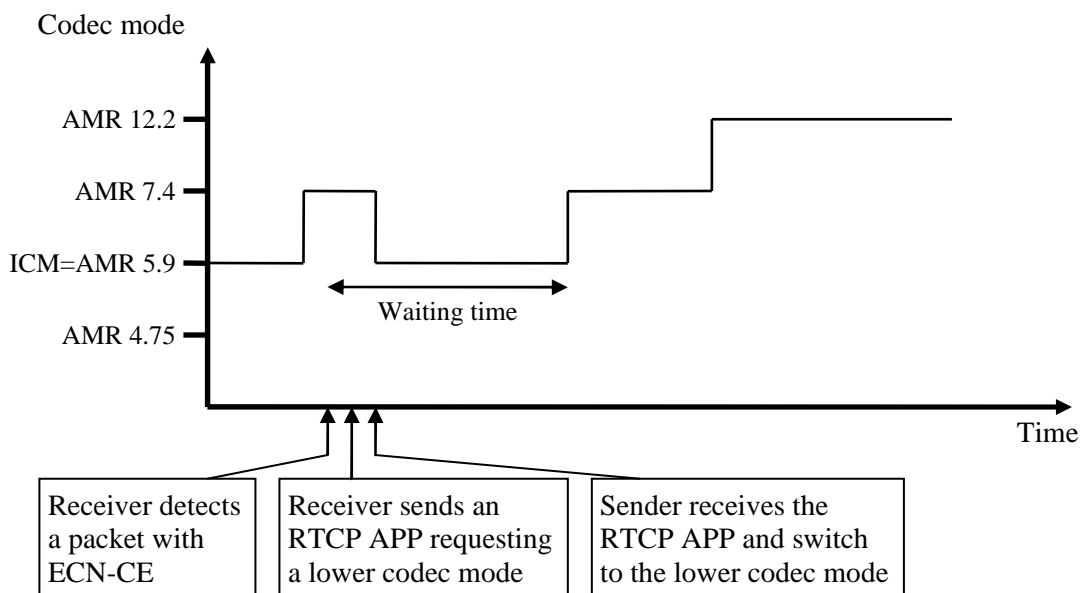 Codec mode
AMR 12.2
AMR 7.4
ICM=AMR 5.9
Waiting time
AMR 4.75
Time
Receiver detects
a packet with
ECN-CE
Receiver sends an
RTCP APP requesting
a lower codec mode
Sender receives the
RTCP APP and switch
to the lower codec mode